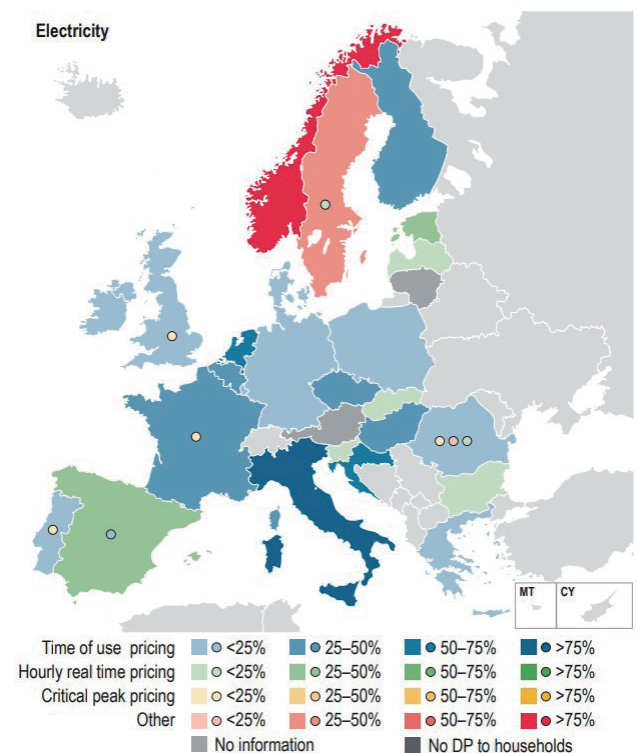 Electricity
MT CY
Time of use pricing <25% 25–50% 50–75% >75%
Hourly real time pricing <25% 25–50% 50–75% >75%
Critical peak pricing <25% 25–50% 50–75% >75%
Other <25% 25–50% 50–75% >75%
No information No DP to households